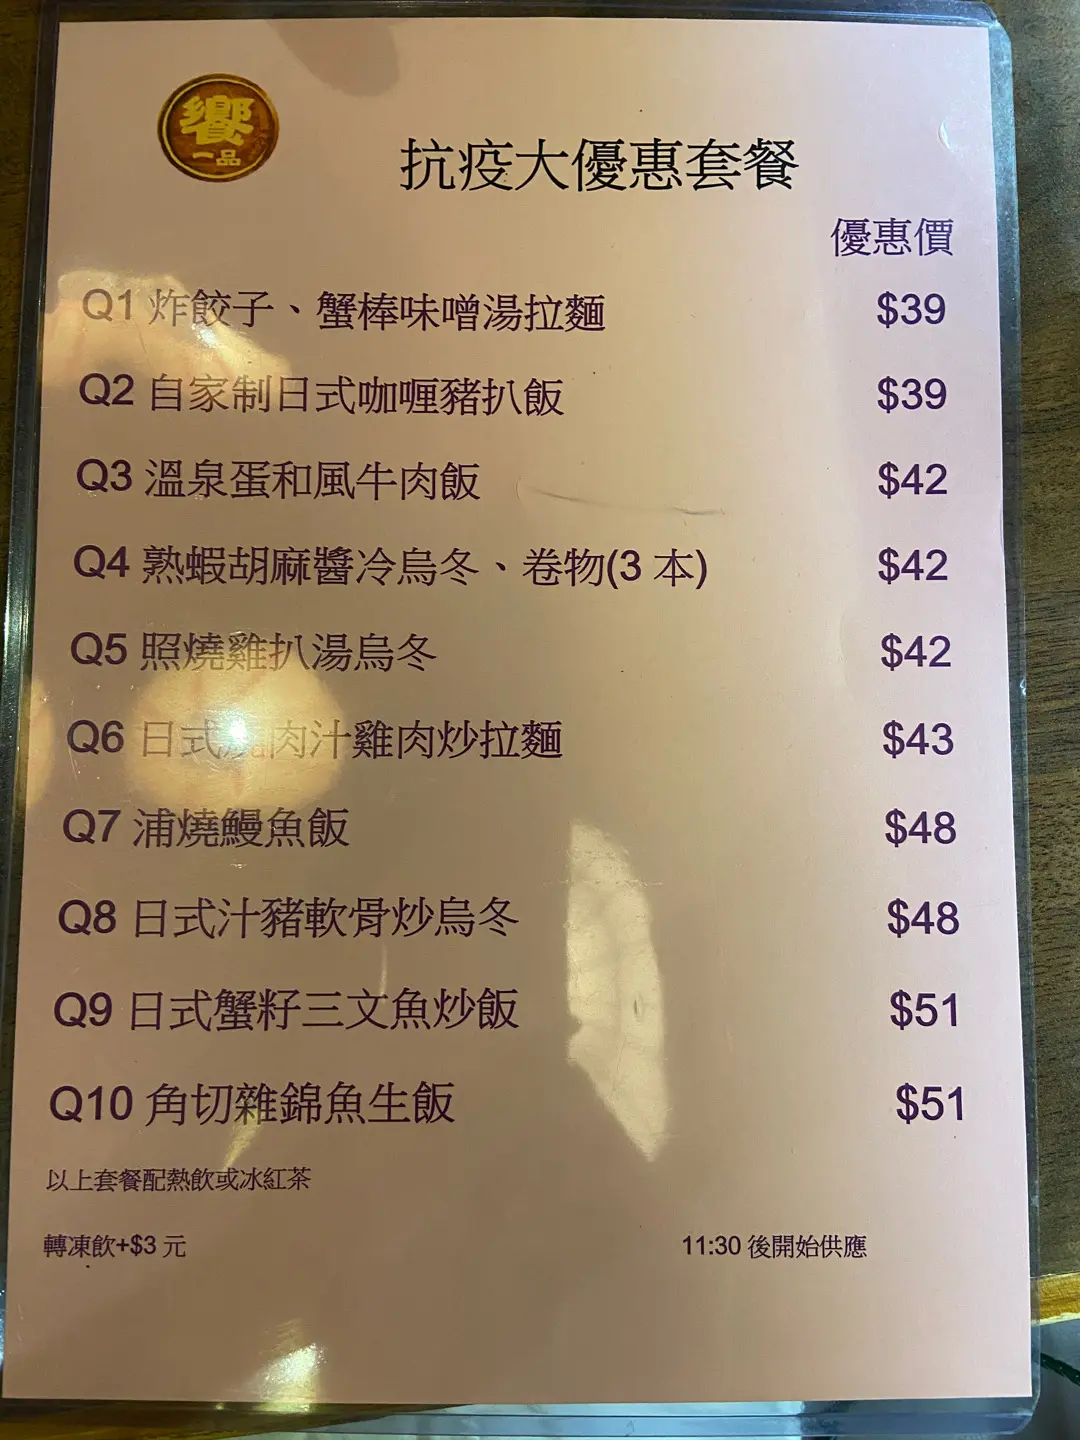 饗
一品
抗疫大優惠套餐
優惠價
Q1 炸餃子、蟹棒味噌湯拉麵 $39
Q2 自家制日式咖喱豬扒飯 $39
Q3 溫泉蛋和風牛肉飯 $42
Q4 熟蝦胡麻醬冷烏冬、卷物(3 本) $42
Q5 照燒雞扒湯烏冬 $42
Q6 日式燒肉汁雞肉炒拉麵 $43
Q7 浦燒鰻魚飯 $48
Q8 日式汁豬軟骨炒烏冬 $48
Q9 日式蟹籽三文魚炒飯 $51
Q10 角切雜錦魚生飯 $51
以上套餐配熱飲或冰紅茶
轉凍飲+$3 元 11:30 後開始供應